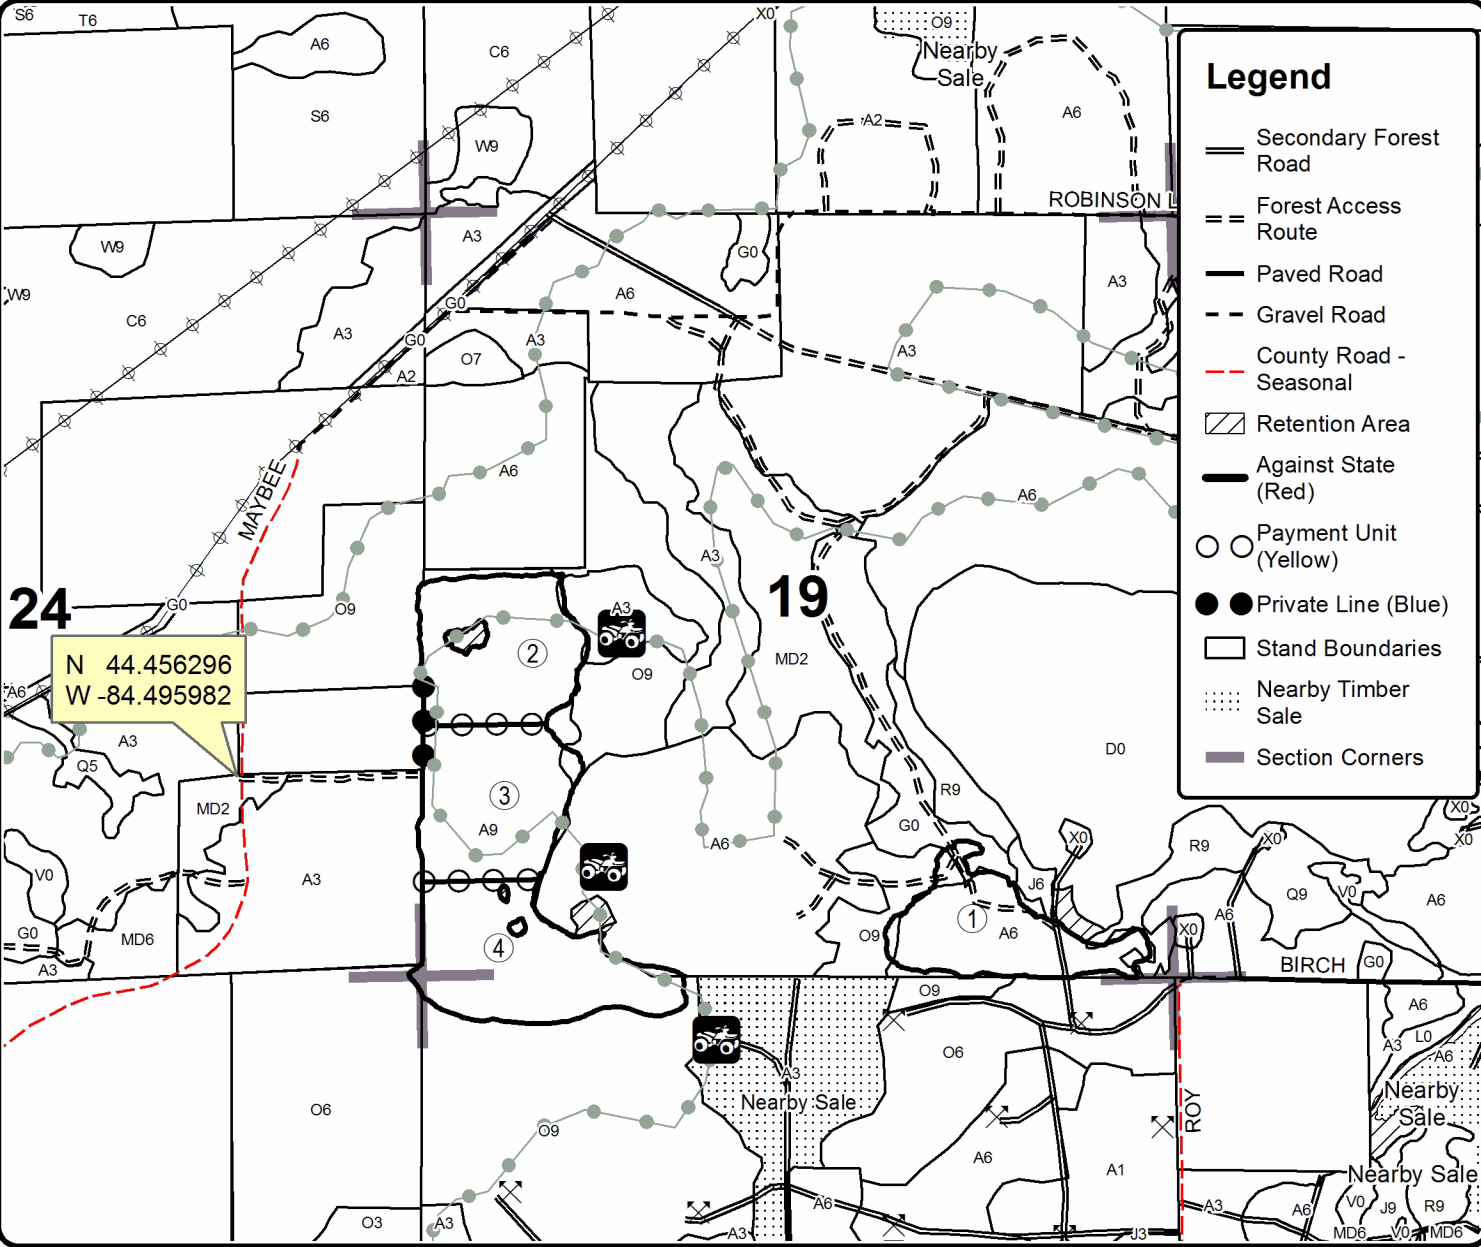 S6
T6
A6
C6
X0
O9
Nearby
Sale
S6
W9
A2
A6
Legend
Secondary Forest
Road
Forest Access
Route
Paved Road
Gravel Road
County Road -
Seasonal
Retention Area
Against State
(Red)
Payment Unit
(Yellow)
Private Line (Blue)
Stand Boundaries
Nearby Timber
Sale
Section Corners
ROBINSON L
W9
A3
G0
W9
C6
A3
G0
A6
A3
G0
A3
O7
A3
A2
A6
A6
MAYBEE
A3
24
G0
O9
A3
19
N 44.456296
W -84.495982
2
O9
MD2
A6
A3
Q5
D0
MD2
3
A9
R9
G0
A6
X0
X0
X0
X0
R9
V0
A3
J6
Q9
V0
A6
G0
MD6
A3
4
O9
1
A6
A6
X0
BIRCH
G0
O9
A6
O6
A3
L0
A6
A3
Nearby Sale
Nearby
Sale
O6
O9
ROY
A6
A1
Nearby Sale
O3
A3
A3
A6
J3
A3
A6
V0
J9
R9
MD6
V0
MD6